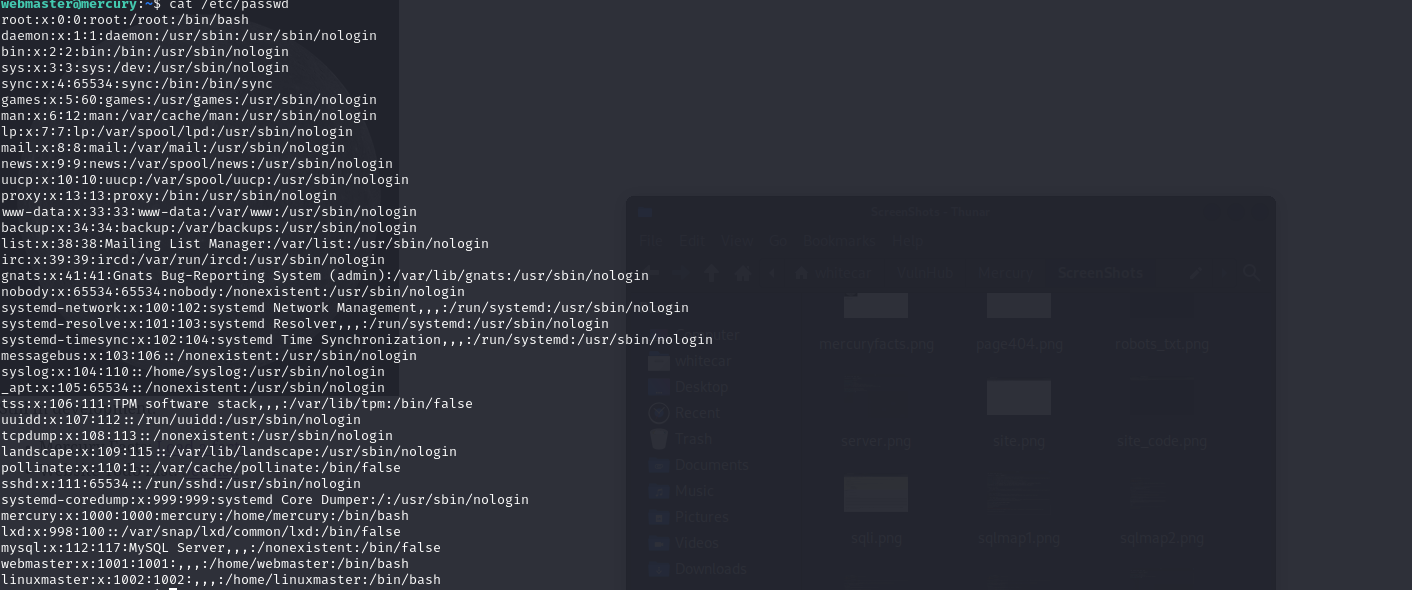 webmaster@mercury:~$ cat /etc/passwd
root:x:0:0:root:/root:/bin/bash
daemon:x:1:1:daemon:/usr/sbin:/usr/sbin/nologin
bin:x:2:2:bin:/bin:/usr/sbin/nologin
sys:x:3:3:sys:/dev:/usr/sbin/nologin
sync:x:4:65534:sync:/bin:/bin/sync
games:x:5:60:games:/usr/games:/usr/sbin/nologin
man:x:6:12:man:/var/cache/man:/usr/sbin/nologin
lp:x:7:7:lp:/var/spool/lpd:/usr/sbin/nologin
mail:x:8:8:mail:/var/mail:/usr/sbin/nologin
news:x:9:9:news:/var/spool/news:/usr/sbin/nologin
uucp:x:10:10:uucp:/var/spool/uucp:/usr/sbin/nologin
proxy:x:13:13:proxy:/bin:/usr/sbin/nologin
www-data:x:33:33:www-data:/var/www:/usr/sbin/nologin
backup:x:34:34:backup:/var/backups:/usr/sbin/nologin
list:x:38:38:Mailing List Manager:/var/list:/usr/sbin/nologin
irc:x:39:39:ircd:/var/run/ircd:/usr/sbin/nologin
gnats:x:41:41:Gnats Bug-Reporting System (admin):/var/lib/gnats:/usr/sbin/nologin
nobody:x:65534:65534:nobody:/nonexistent:/usr/sbin/nologin
systemd-network:x:100:102:systemd Network Management,,,:/run/systemd:/usr/sbin/nologin
systemd-resolve:x:101:103:systemd Resolver,,,:/run/systemd:/usr/sbin/nologin
systemd-timesync:x:102:104:systemd Time Synchronization,,,:/run/systemd:/usr/sbin/nologin
messagebus:x:103:106::/nonexistent:/usr/sbin/nologin
syslog:x:104:110::/home/syslog:/usr/sbin/nologin
_apt:x:105:65534::/nonexistent:/usr/sbin/nologin
tss:x:106:111:TPM software stack,,,:/var/lib/tpm:/bin/false
uuidd:x:107:112::/run/uuidd:/usr/sbin/nologin
tcpdump:x:108:113::/nonexistent:/usr/sbin/nologin
landscape:x:109:115::/var/lib/landscape:/usr/sbin/nologin
pollinate:x:110:1::/var/cache/pollinate:/bin/false
sshd:x:111:65534::/run/sshd:/usr/sbin/nologin
systemd-coredump:x:999:999:systemd Core Dumper:/:/usr/sbin/nologin
mercury:x:1000:1000:mercury:/home/mercury:/bin/bash
lxd:x:998:100::/var/snap/lxd/common/lxd:/bin/false
mysql:x:112:117:MySQL Server,,,:/nonexistent:/bin/false
webmaster:x:1001:1001:,,,:/home/webmaster:/bin/bash
linuxmaster:x:1002:1002:,,,:/home/linuxmaster:/bin/bash
ScreenShots - Thunar
File Edit View Go Bookmarks Help
whitecar VulnHub Mercury ScreenShots
whitecar
Desktop
Recent
Trash
Documents
Music
Pictures
Videos
Downloads
mercuryfacts.png page404.png robots_txt.png
server.png site.png site_code.png
sqli.png sqlmap1.png sqlmap2.png